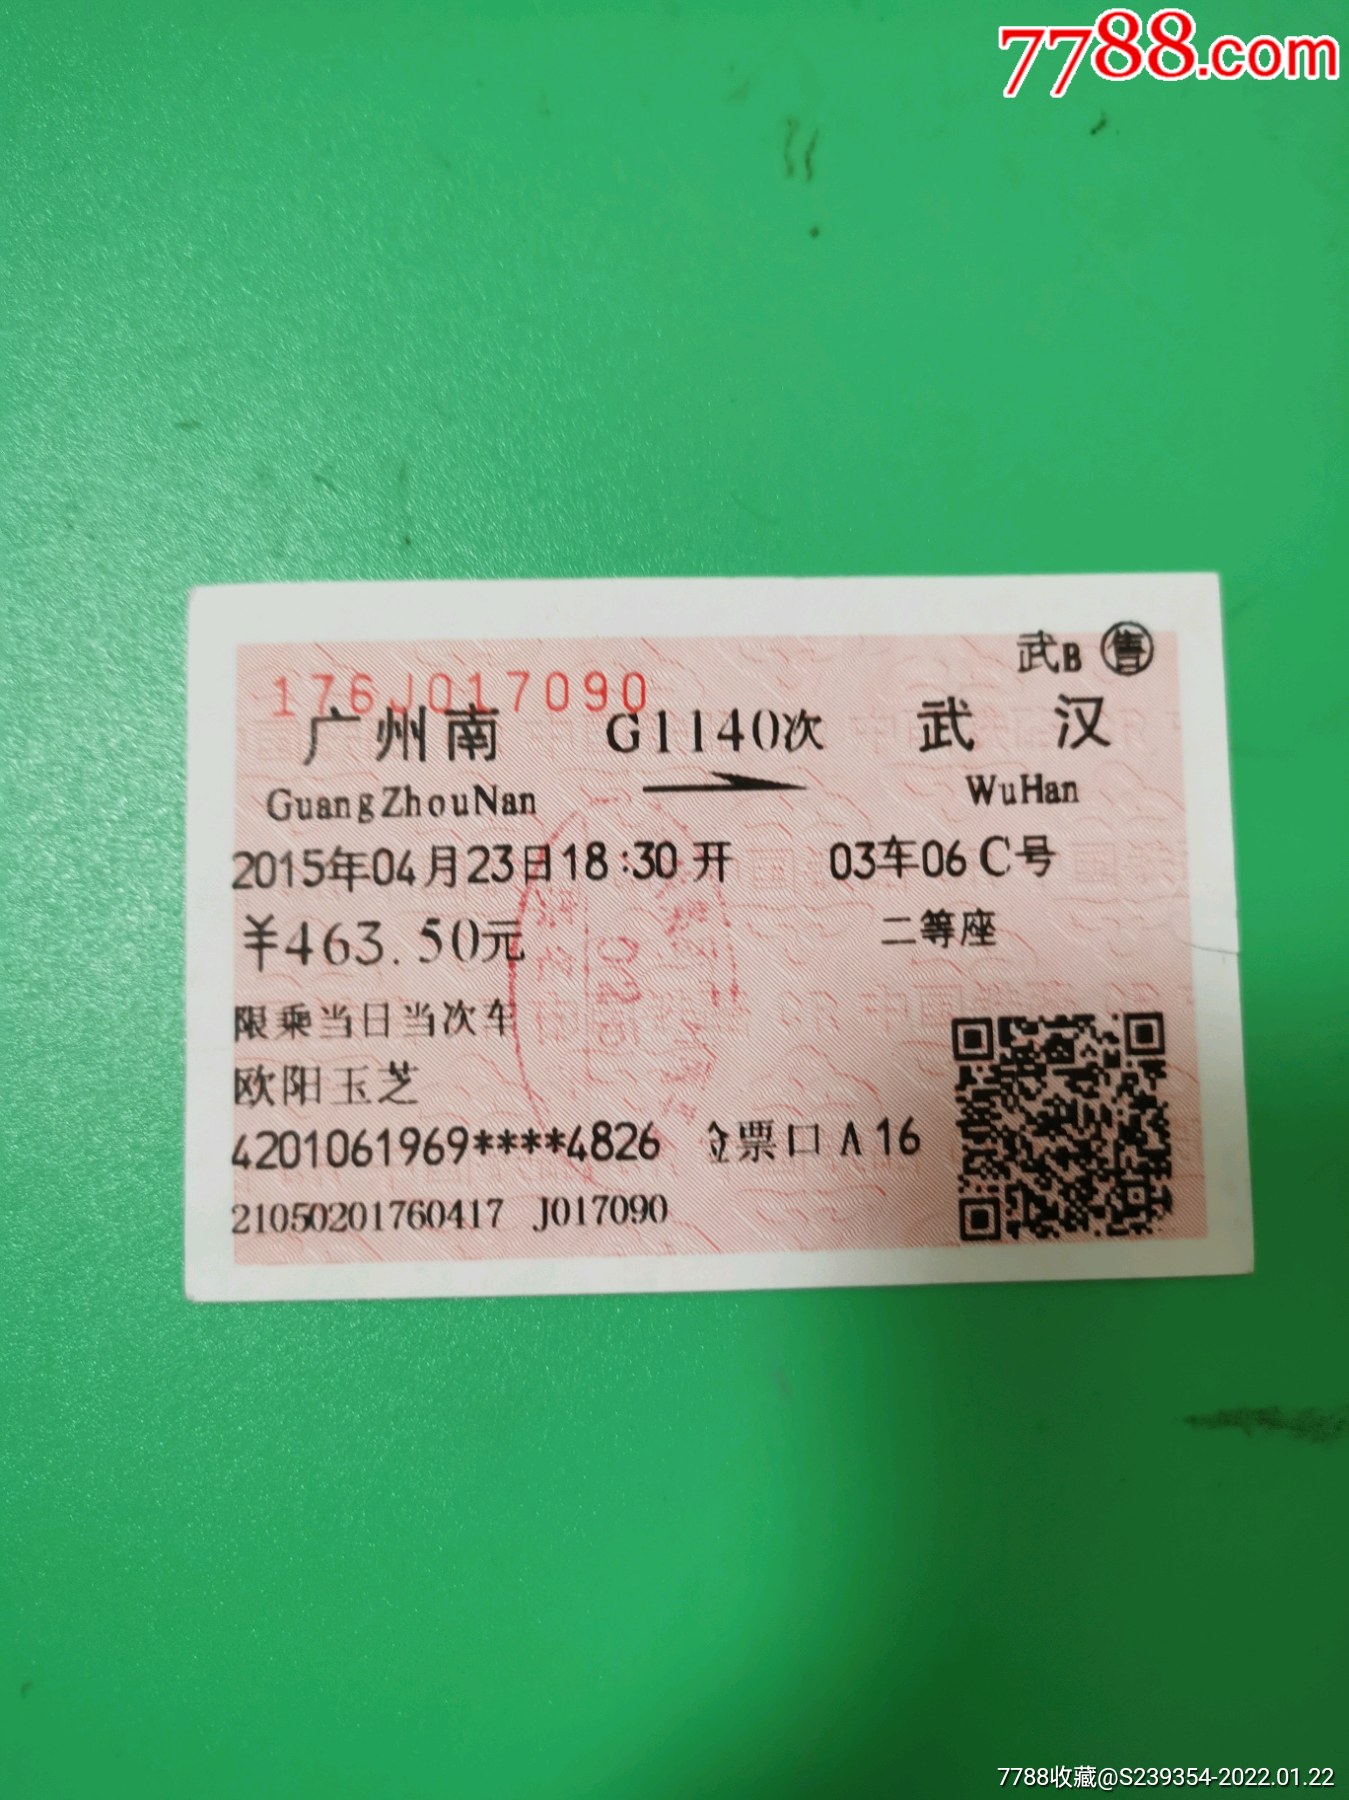 7788.com
武B 售
176J017090
广州南 G1140次 武汉
GuangZhouNan WuHan
2015年04月23日18:30开 03车06C号
¥463.50元 二等座
限乘当日当次车
欧阳玉芝
4201061969****4826 检票口A16
21050201760417 J017090
7788收藏@S239354-2022.01.22